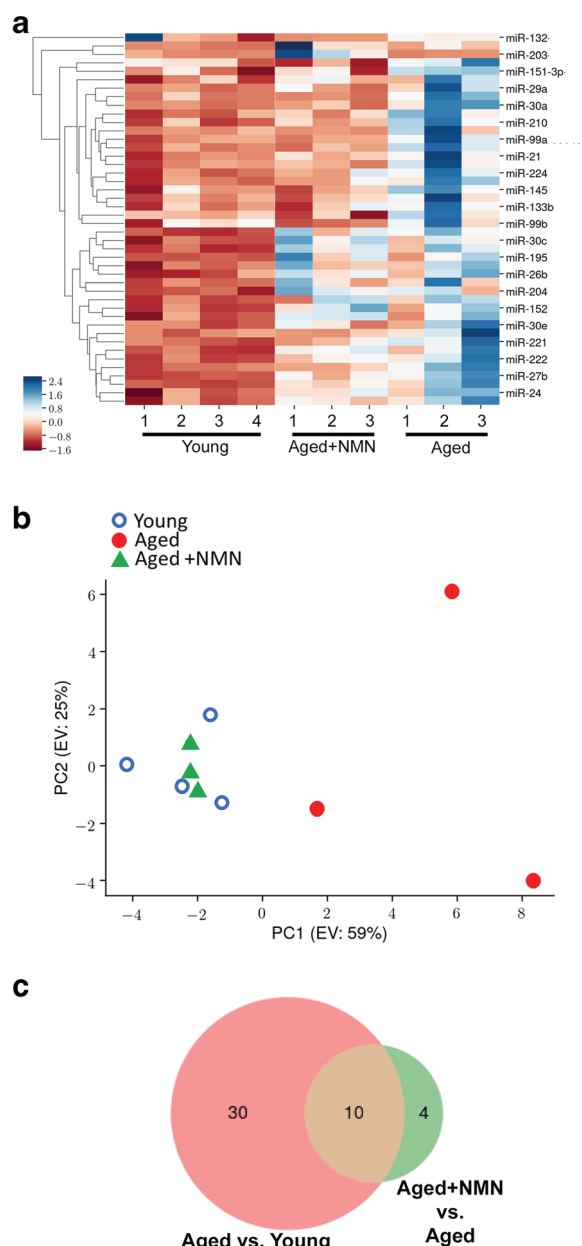 a
miR-132
miR-203
miR-151-3p
miR-29a
miR-30a
miR-210
miR-99a
miR-21
miR-224
miR-145
miR-133b
miR-99b
miR-30c
miR-195
miR-26b
miR-204
miR-152
miR-30e
miR-221
miR-222
miR-27b
miR-24
2.4
1.6
0.8
0.0
−0.8
−1.6
1 2 3 4 1 2 3 1 2 3
Young Aged+NMN Aged
b
Young
Aged
Aged +NMN
6
4
2
0
−2
−4
PC2 (EV: 25%)
−4 −2 0 2 4 6 8
PC1 (EV: 59%)
c
30 10 4
Aged+NMN
vs.
Aged
Aged vs. Young